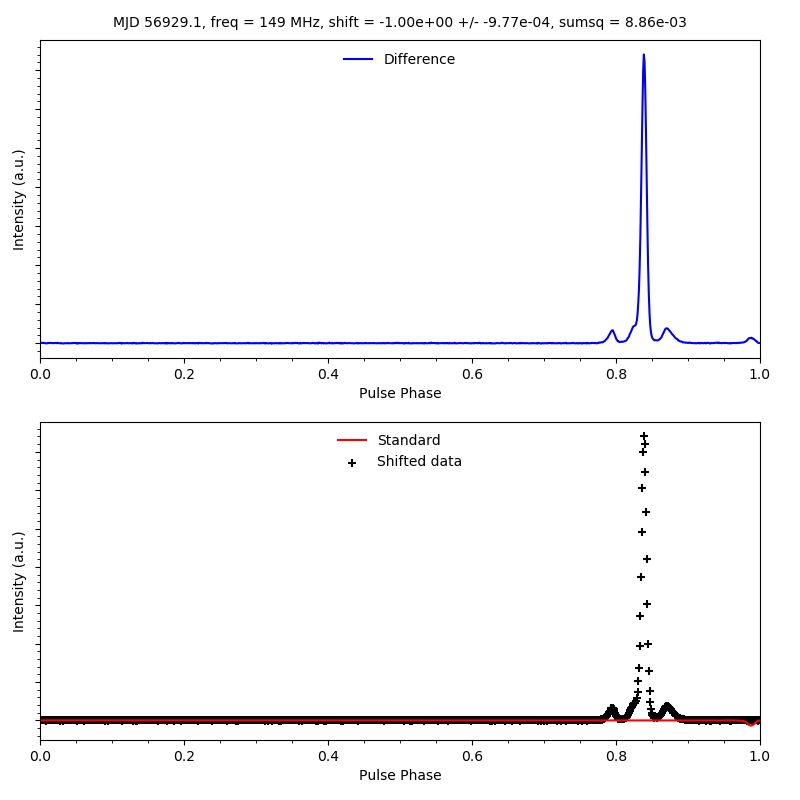 MJD 56929.1, freq = 149 MHz, shift = -1.00e+00 +/- -9.77e-04, sumsq = 8.86e-03
Difference
Intensity (a.u.)
0.0 0.2 0.4 0.6 0.8 1.0
Pulse Phase
Standard
Shifted data
Intensity (a.u.)
0.0 0.2 0.4 0.6 0.8 1.0
Pulse Phase